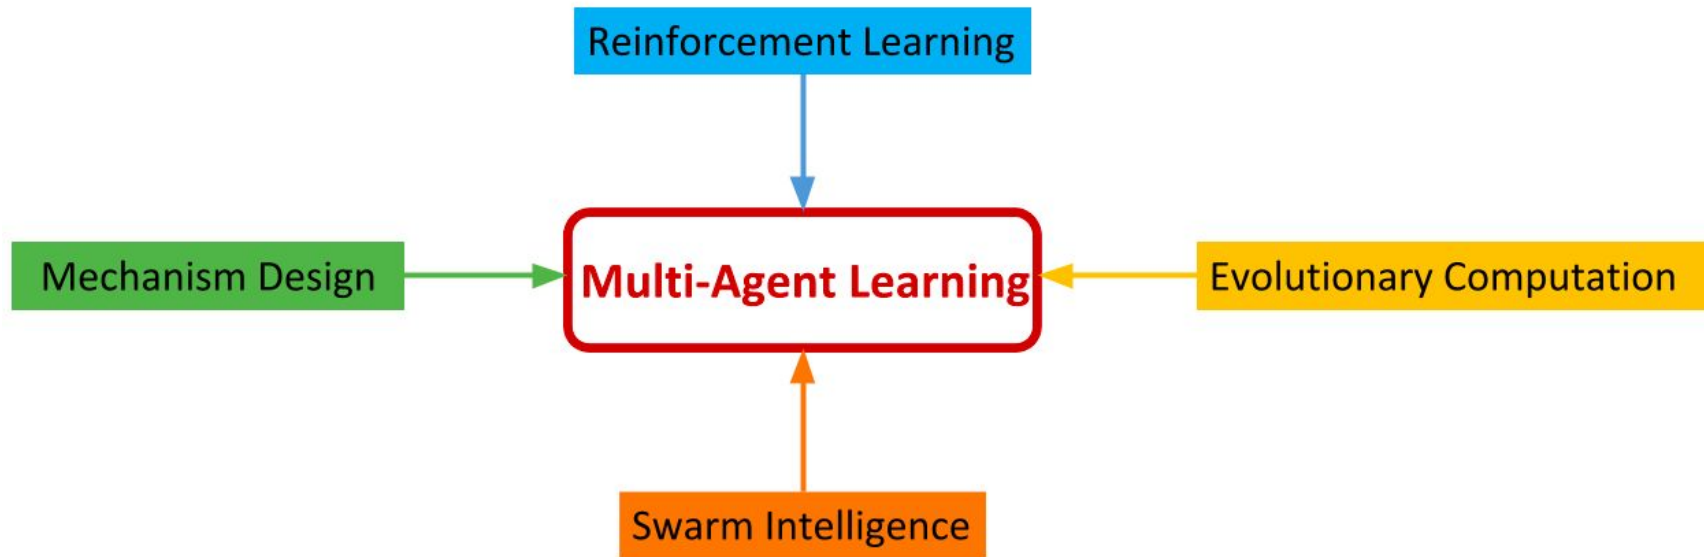 Reinforcement Learning
Mechanism Design
Multi-Agent Learning
Evolutionary Computation
Swarm Intelligence